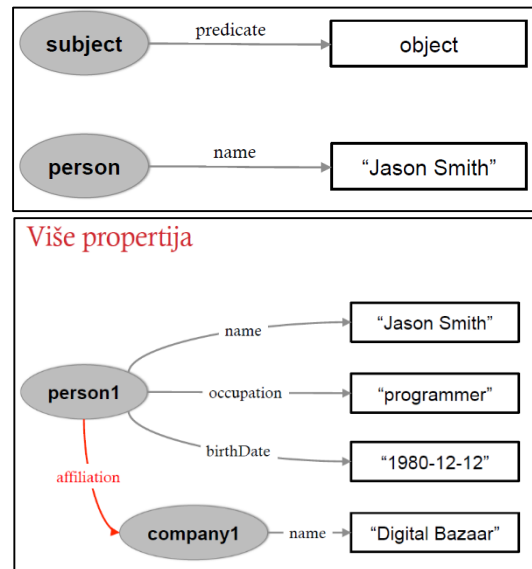 predicate
subject
object
name
person
“Jason Smith”
Više propertija
“Jason Smith”
name
person1
occupation
“programmer”
birthDate
“1980-12-12”
affiliation
company1
name
“Digital Bazaar”